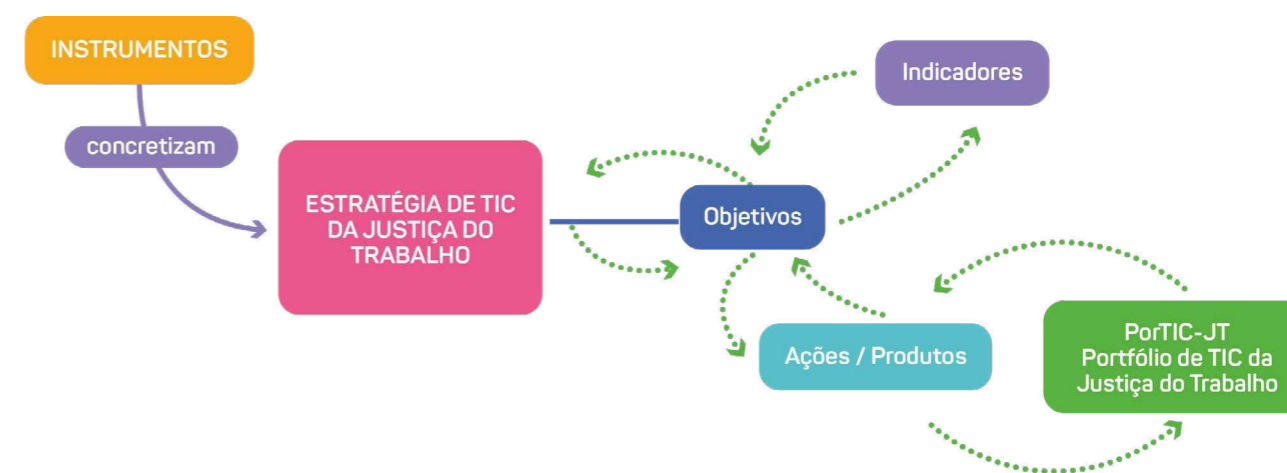 INSTRUMENTOS
concretizam
ESTRATÉGIA DE TIC
DA JUSTIÇA DO
TRABALHO
Indicadores
Objetivos
Ações / Produtos
PorTIC-JT
Portfólio de TIC da
Justiça do Trabalho